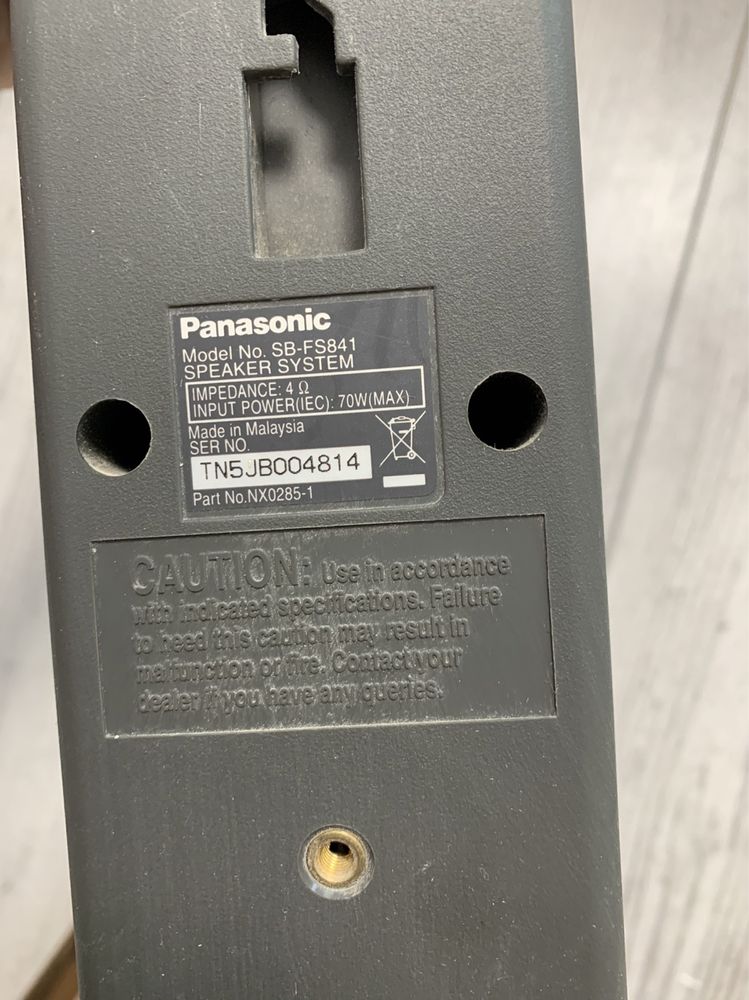 Panasonic
Model No. SB-FS841
SPEAKER SYSTEM
IMPEDANCE: 4 Ω
INPUT POWER(IEC): 70W(MAX)
Made in Malaysia
SER NO.
TN5JB004814
Part No.NX0285-1
CAUTION: Use in accordance
with indicated specifications. Failure
to heed this caution may result in
malfunction or fire. Contact your
dealer if you have any queries.